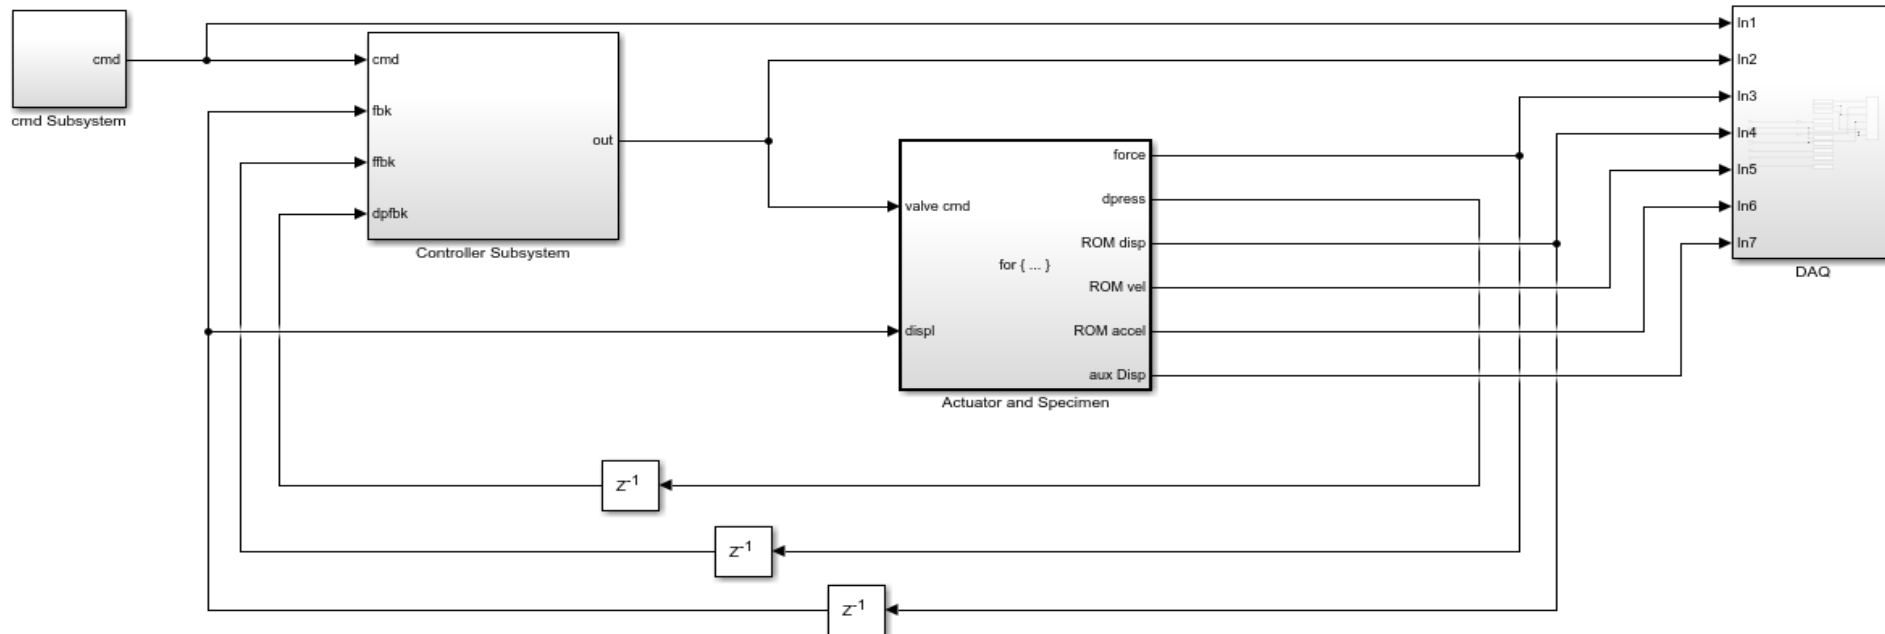 cmd
cmd Subsystem
cmd
fbk
ffbk
dpfbk
out
Controller Subsystem
valve cmd
displ
for { ... }
force
dpress
ROM disp
ROM vel
ROM accel
aux Disp
Actuator and Specimen
In1
In2
In3
In4
In5
In6
In7
DAQ
z-1
z-1
z-1